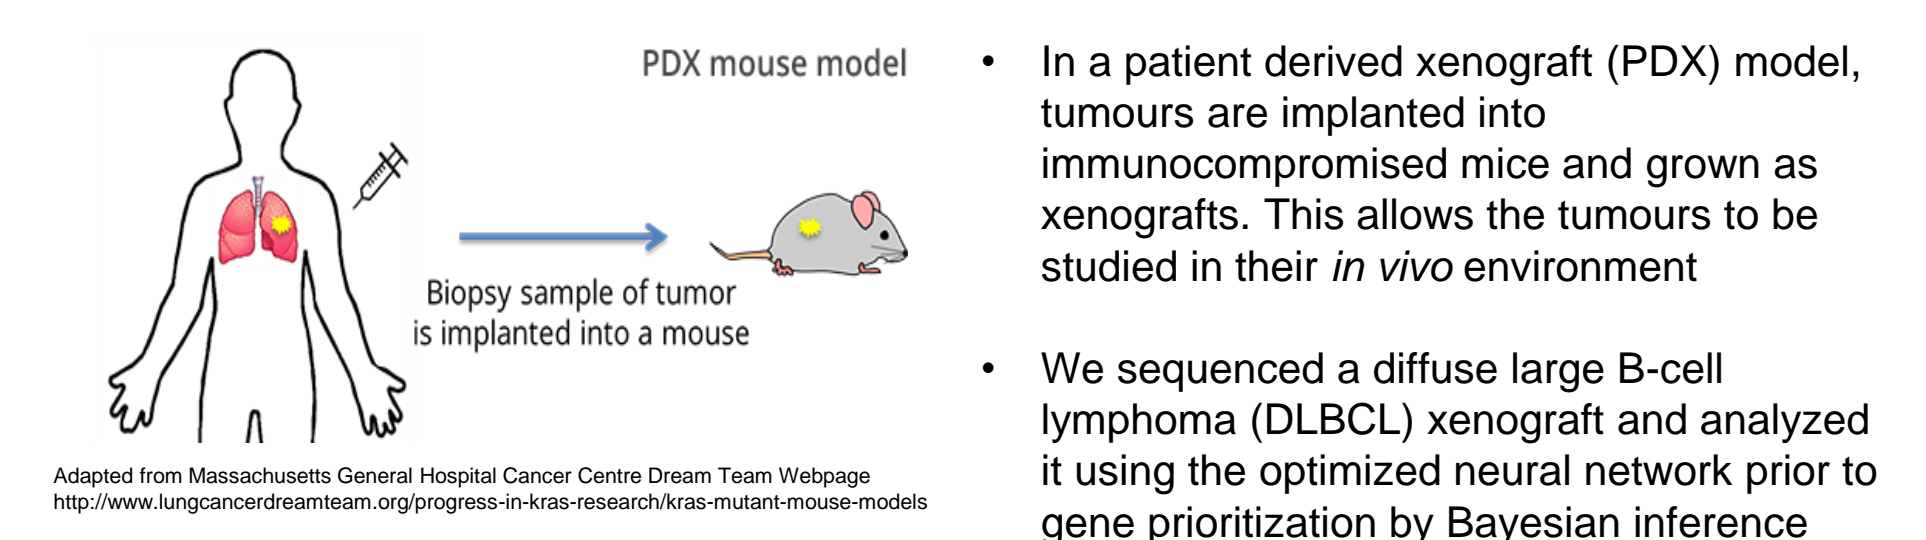 PDX mouse model
Biopsy sample of tumor
is implanted into a mouse
Adapted from Massachusetts General Hospital Cancer Centre Dream Team Webpage
http://www.lungcancerdreamteam.org/progress-in-kras-research/kras-mutant-mouse-models
• In a patient derived xenograft (PDX) model,
tumours are implanted into
immunocompromised mice and grown as
xenografts. This allows the tumours to be
studied in their in vivo environment
• We sequenced a diffuse large B-cell
lymphoma (DLBCL) xenograft and analyzed
it using the optimized neural network prior to
gene prioritization by Bayesian inference